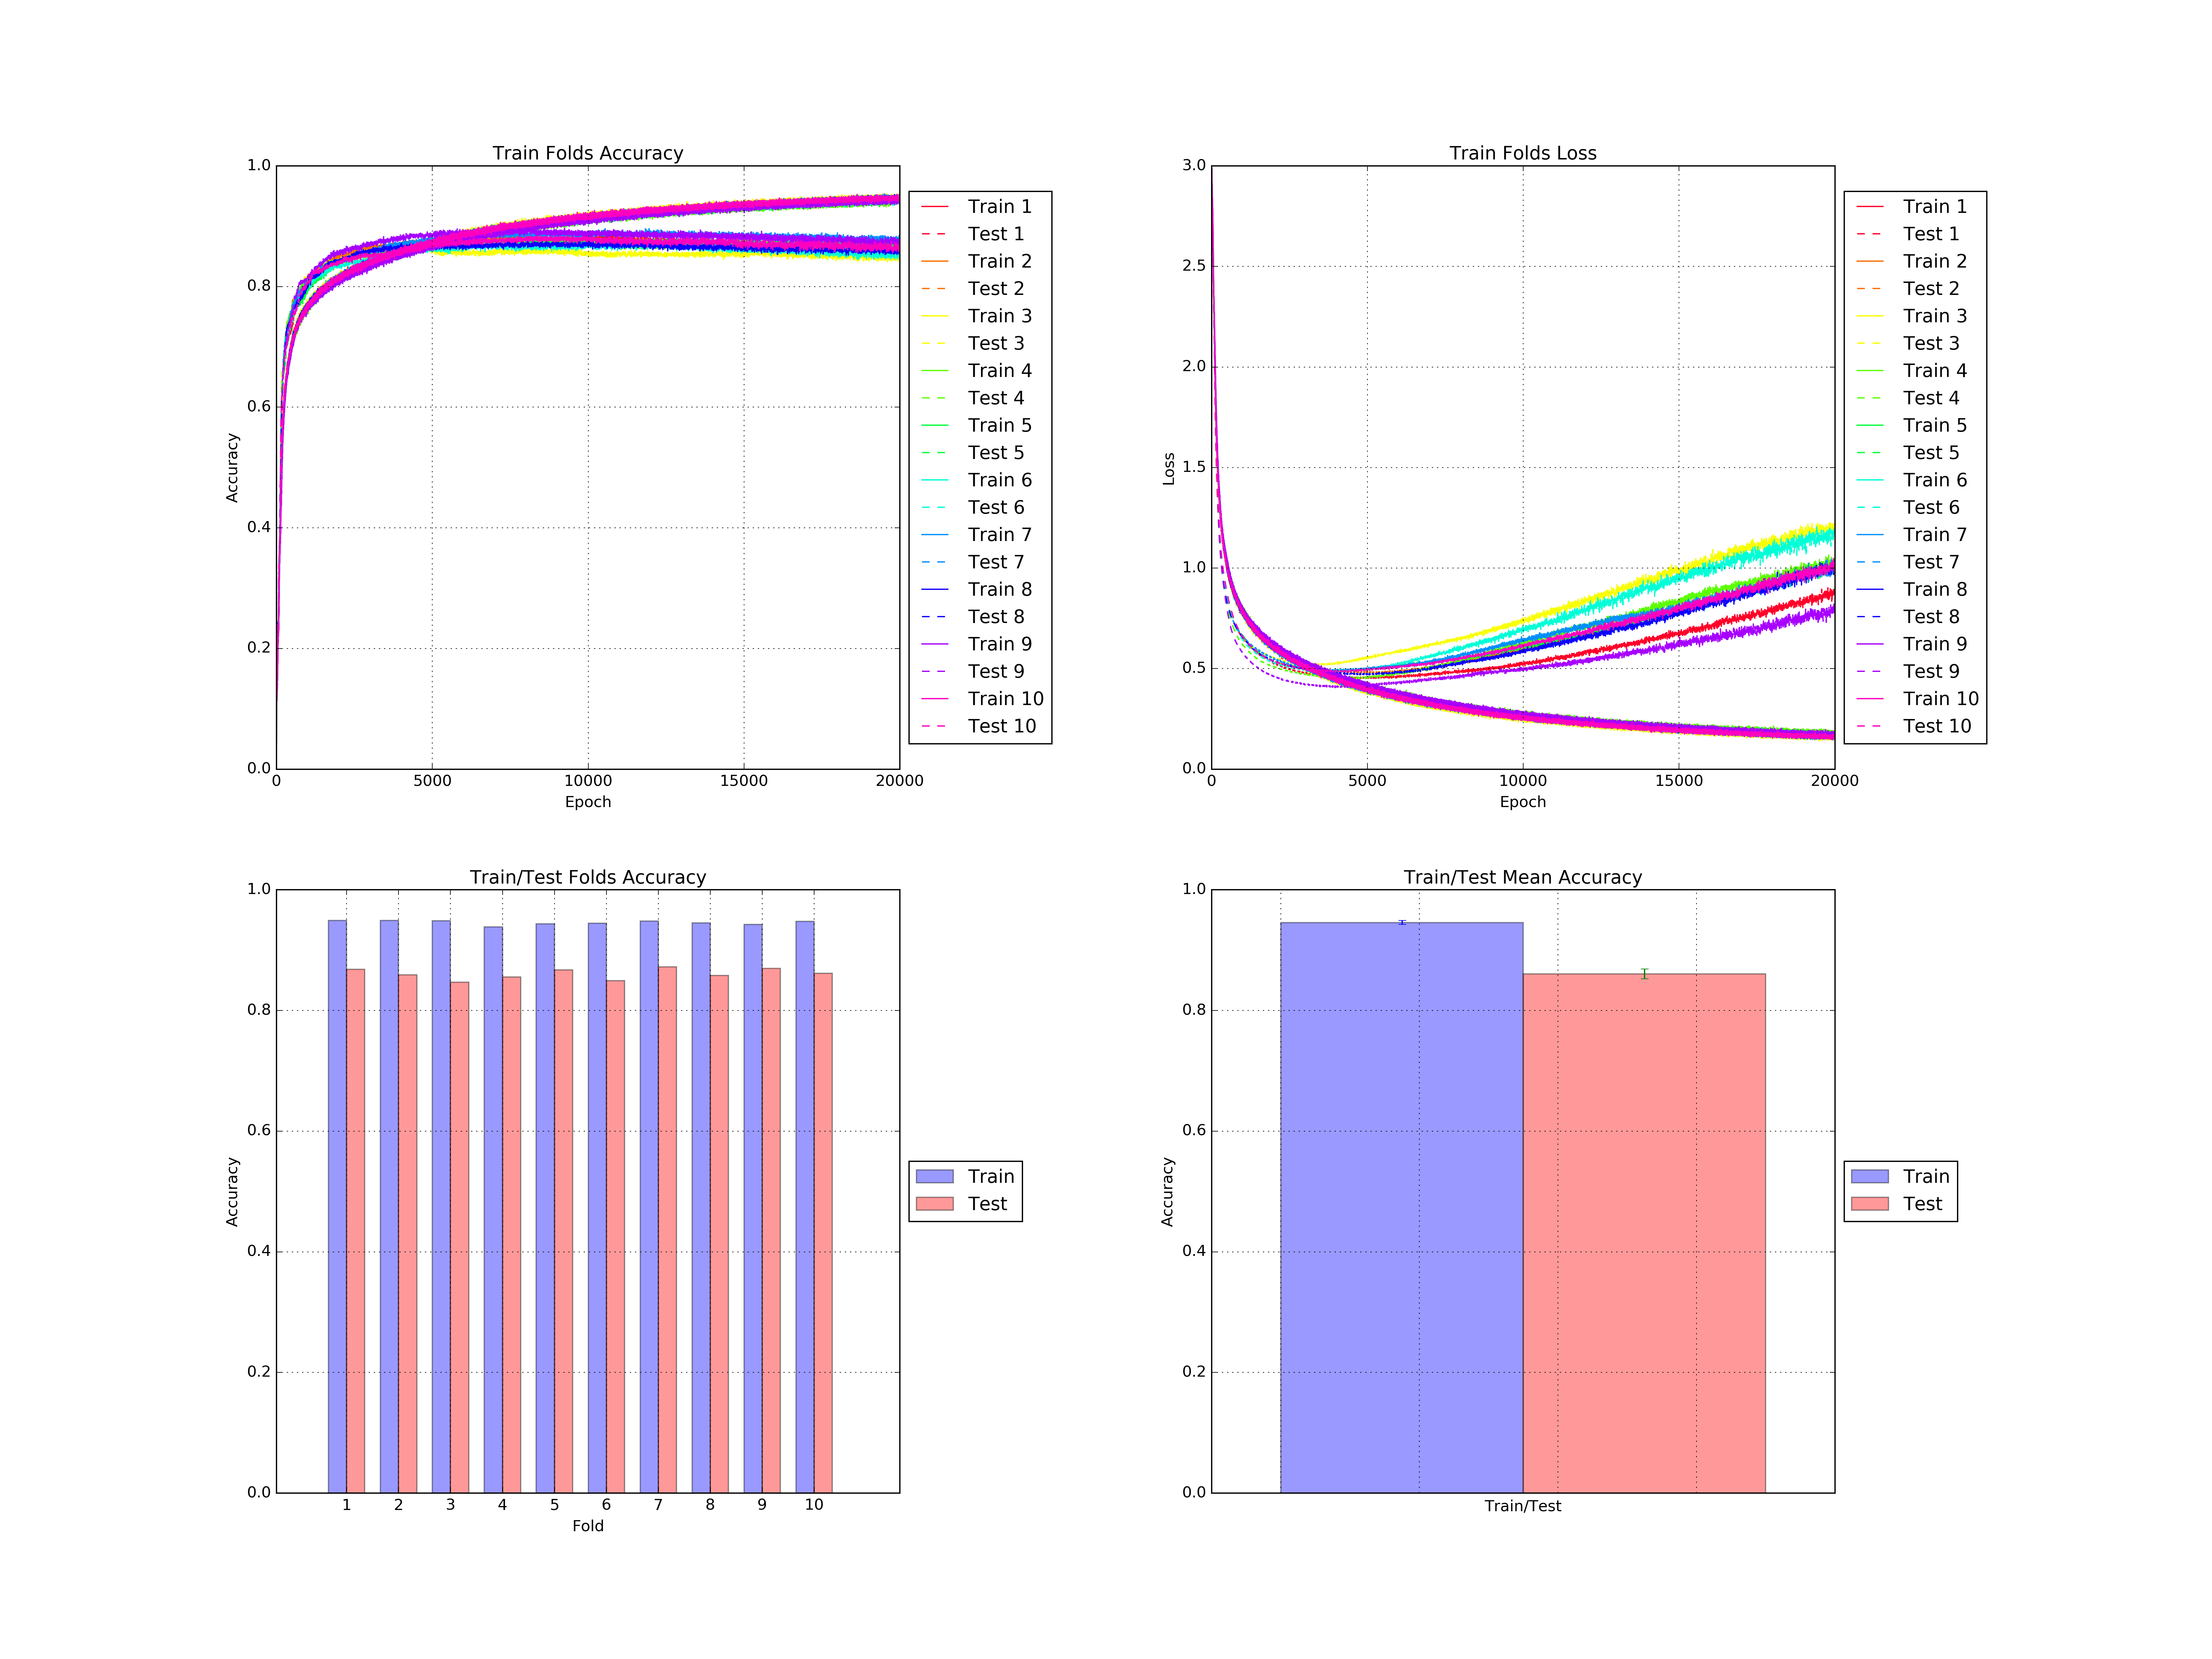 Train Folds Accuracy
1.0
0.8
0.6
0.4
0.2
0.0
Accuracy
0 5000 10000 15000 20000
Epoch
Train 1
Test 1
Train 2
Test 2
Train 3
Test 3
Train 4
Test 4
Train 5
Test 5
Train 6
Test 6
Train 7
Test 7
Train 8
Test 8
Train 9
Test 9
Train 10
Test 10
Train Folds Loss
3.0
2.5
2.0
1.5
1.0
0.5
0.0
Loss
0 5000 10000 15000 20000
Epoch
Train 1
Test 1
Train 2
Test 2
Train 3
Test 3
Train 4
Test 4
Train 5
Test 5
Train 6
Test 6
Train 7
Test 7
Train 8
Test 8
Train 9
Test 9
Train 10
Test 10
Train/Test Folds Accuracy
1.0
0.8
0.6
0.4
0.2
0.0
Accuracy
1 2 3 4 5 6 7 8 9 10
Fold
Train
Test
Train/Test Mean Accuracy
1.0
0.8
0.6
0.4
0.2
0.0
Accuracy
Train/Test
Train
Test